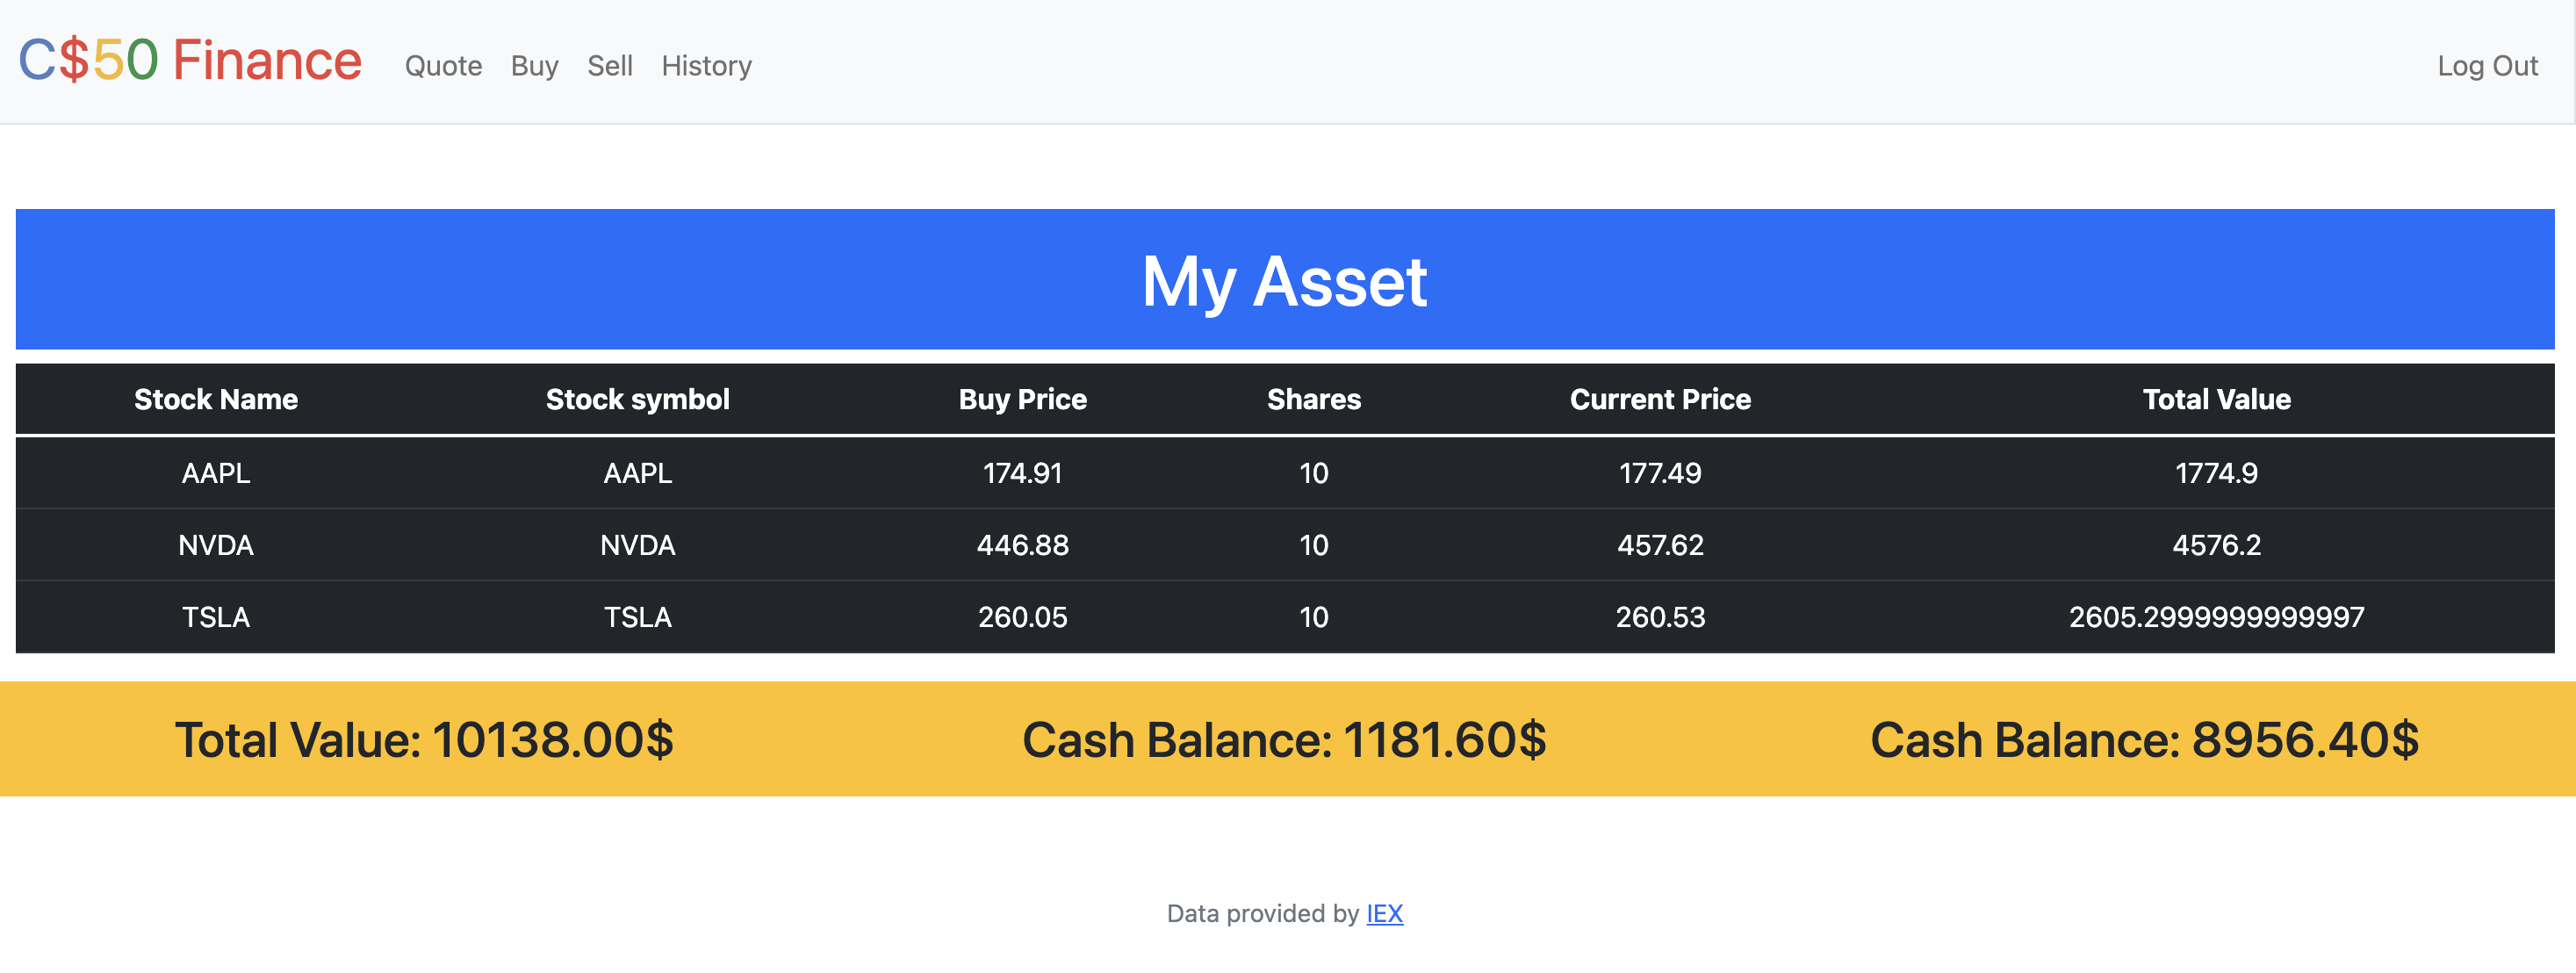 C$50 Finance Quote Buy Sell History Log Out
My Asset
Stock Name Stock symbol Buy Price Shares Current Price Total Value
AAPL AAPL 174.91 10 177.49 1774.9
NVDA NVDA 446.88 10 457.62 4576.2
TSLA TSLA 260.05 10 260.53 2605.2999999999997
Total Value: 10138.00$ Cash Balance: 1181.60$ Cash Balance: 8956.40$
Data provided by IEX